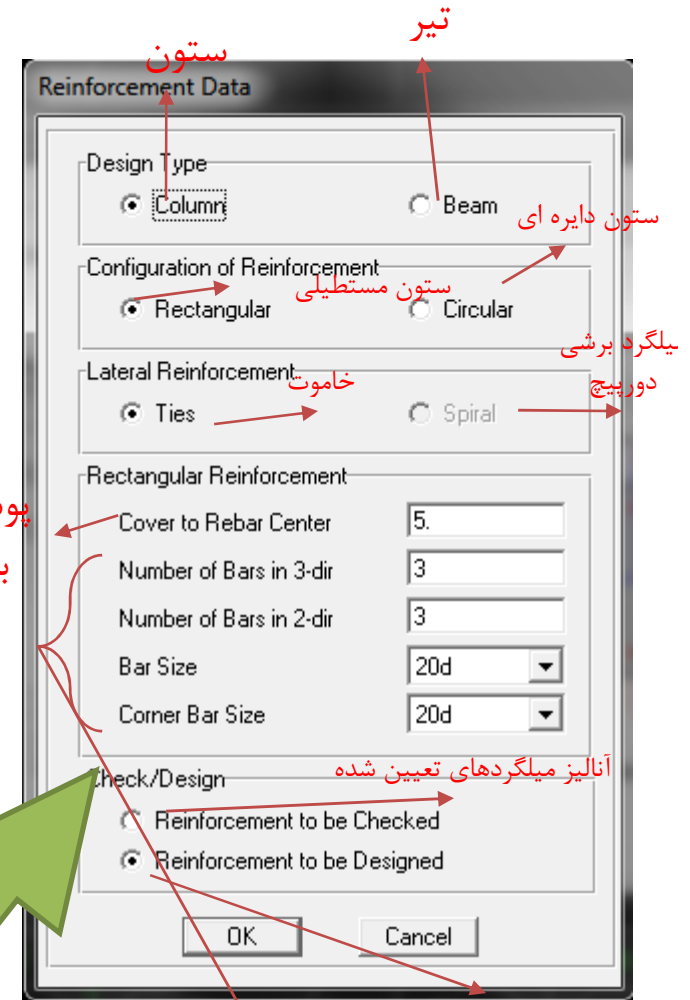 تیر
ستون
Reinforcement Data
Design Type
Column
Beam
ستون دایره ای
Configuration of Reinforcement
ستون مستطیلی
Rectangular
Circular
میلگرد برشی
Lateral Reinforcement
خاموت
دورپیچ
Ties
Spiral
Rectangular Reinforcement
Cover to Rebar Center
5.
Number of Bars in 3-dir
3
Number of Bars in 2-dir
3
Bar Size
20d
Corner Bar Size
20d
آنالیز میلگردهای تعیین شده
Check/Design
Reinforcement to be Checked
Reinforcement to be Designed
OK
Cancel